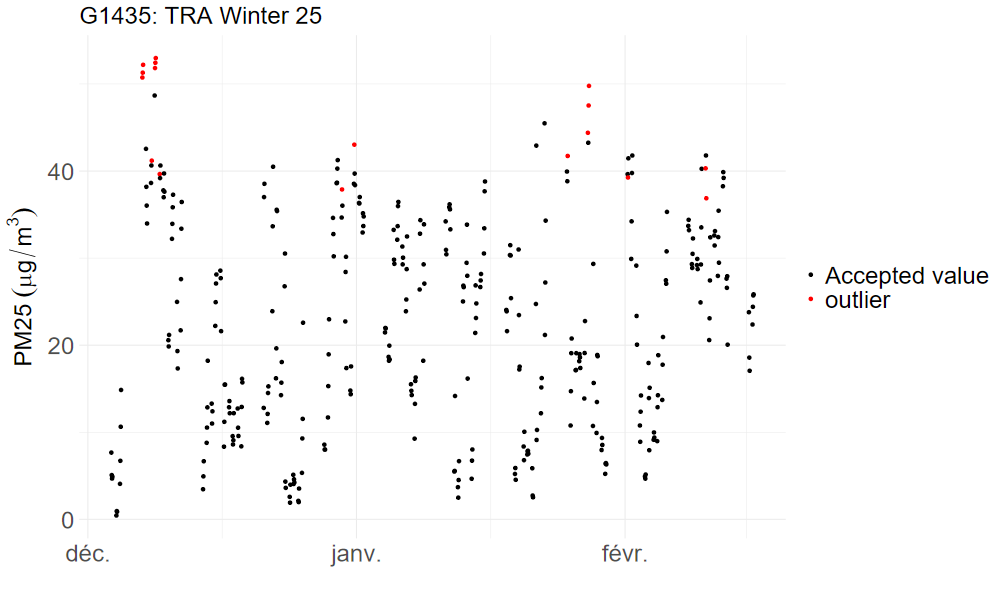 G1435: TRA Winter 25
PM25 (μg/m³)
40
20
0
déc.
janv.
févr.
Accepted value
outlier